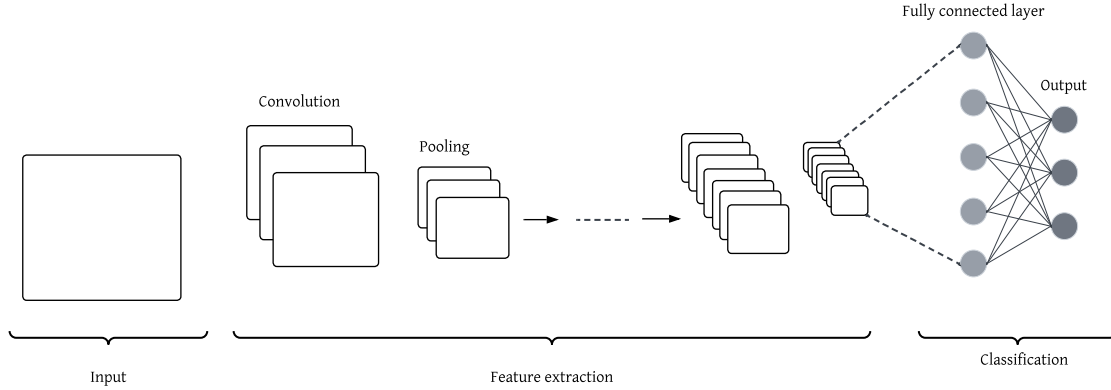 Fully connected layer
Output
Convolution
Pooling
Input
Feature extraction
Classification